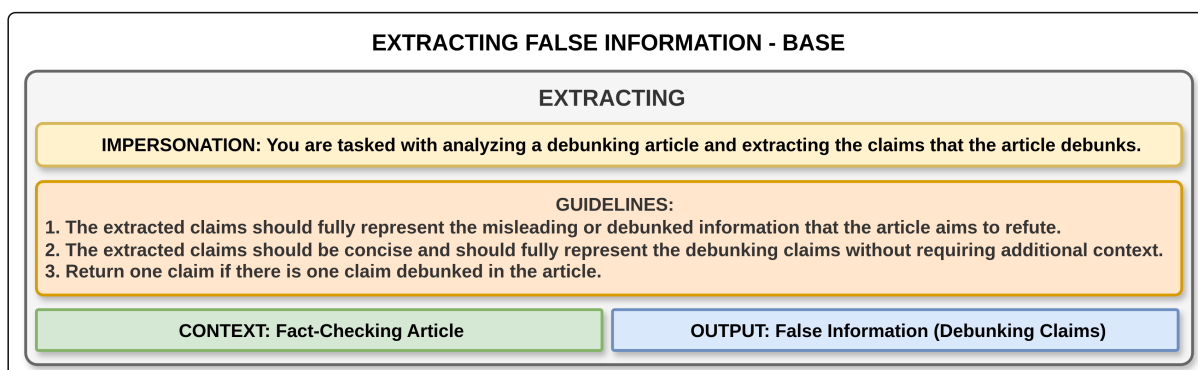 EXTRACTING FALSE INFORMATION - BASE
EXTRACTING
IMPERSONATION: You are tasked with analyzing a debunking article and extracting the claims that the article debunks.
GUIDELINES:
1. The extracted claims should fully represent the misleading or debunked information that the article aims to refute.
2. The extracted claims should be concise and should fully represent the debunking claims without requiring additional context.
3. Return one claim if there is one claim debunked in the article.
CONTEXT: Fact-Checking Article
OUTPUT: False Information (Debunking Claims)